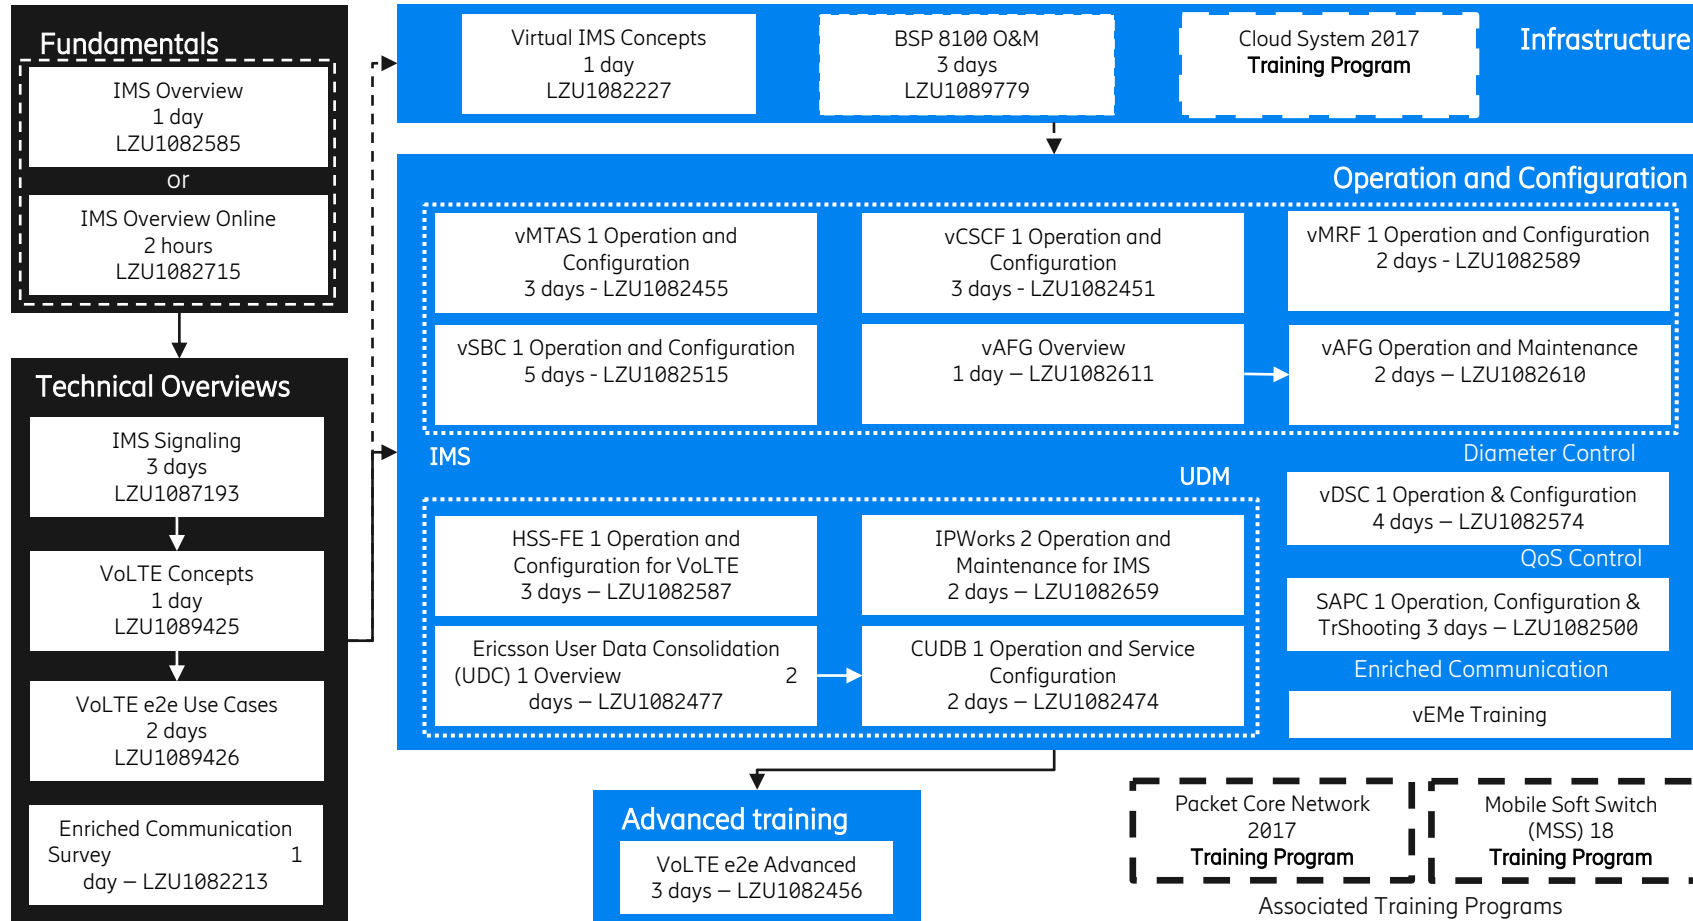 Fundamentals
IMS Overview
1 day
LZU1082585
or
IMS Overview Online
2 hours
LZU1082715
Technical Overviews
IMS Signaling
3 days
LZU1087193
VoLTE Concepts
1 day
LZU1089425
VoLTE e2e Use Cases
2 days
LZU1089426
Enriched Communication
Survey 1
day – LZU1082213
Infrastructure
Virtual IMS Concepts
1 day
LZU1082227
BSP 8100 O&M
3 days
LZU1089779
Cloud System 2017
Training Program
Operation and Configuration
vMTAS 1 Operation and
Configuration
3 days - LZU1082455
vCSCF 1 Operation and
Configuration
3 days - LZU1082451
vMRF 1 Operation and Configuration
2 days - LZU1082589
vSBC 1 Operation and Configuration
5 days - LZU1082515
vAFG Overview
1 day – LZU1082611
vAFG Operation and Maintenance
2 days – LZU1082610
IMS
UDM
HSS-FE 1 Operation and
Configuration for VoLTE
3 days – LZU1082587
IPWorks 2 Operation and
Maintenance for IMS
2 days – LZU1082659
Ericsson User Data Consolidation
(UDC) 1 Overview 2
days – LZU1082477
CUDB 1 Operation and Service
Configuration
2 days – LZU1082474
Diameter Control
vDSC 1 Operation & Configuration
4 days – LZU1082574
QoS Control
SAPC 1 Operation, Configuration &
TrShooting 3 days – LZU1082500
Enriched Communication
vEMe Training
Advanced training
VoLTE e2e Advanced
3 days – LZU1082456
Packet Core Network
2017
Training Program
Mobile Soft Switch
(MSS) 18
Training Program
Associated Training Programs